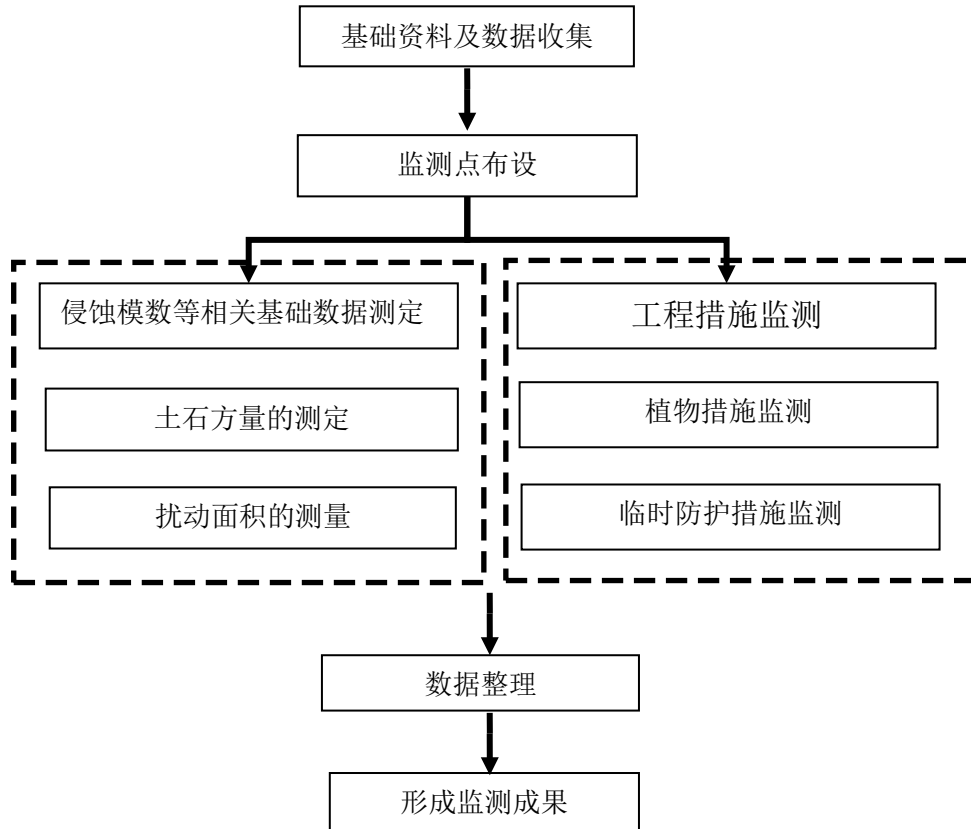 基础资料及数据收集
监测点布设
侵蚀模数等相关基础数据测定
土石方量的测定
扰动面积的测量
工程措施监测
植物措施监测
临时防护措施监测
数据整理
形成监测成果